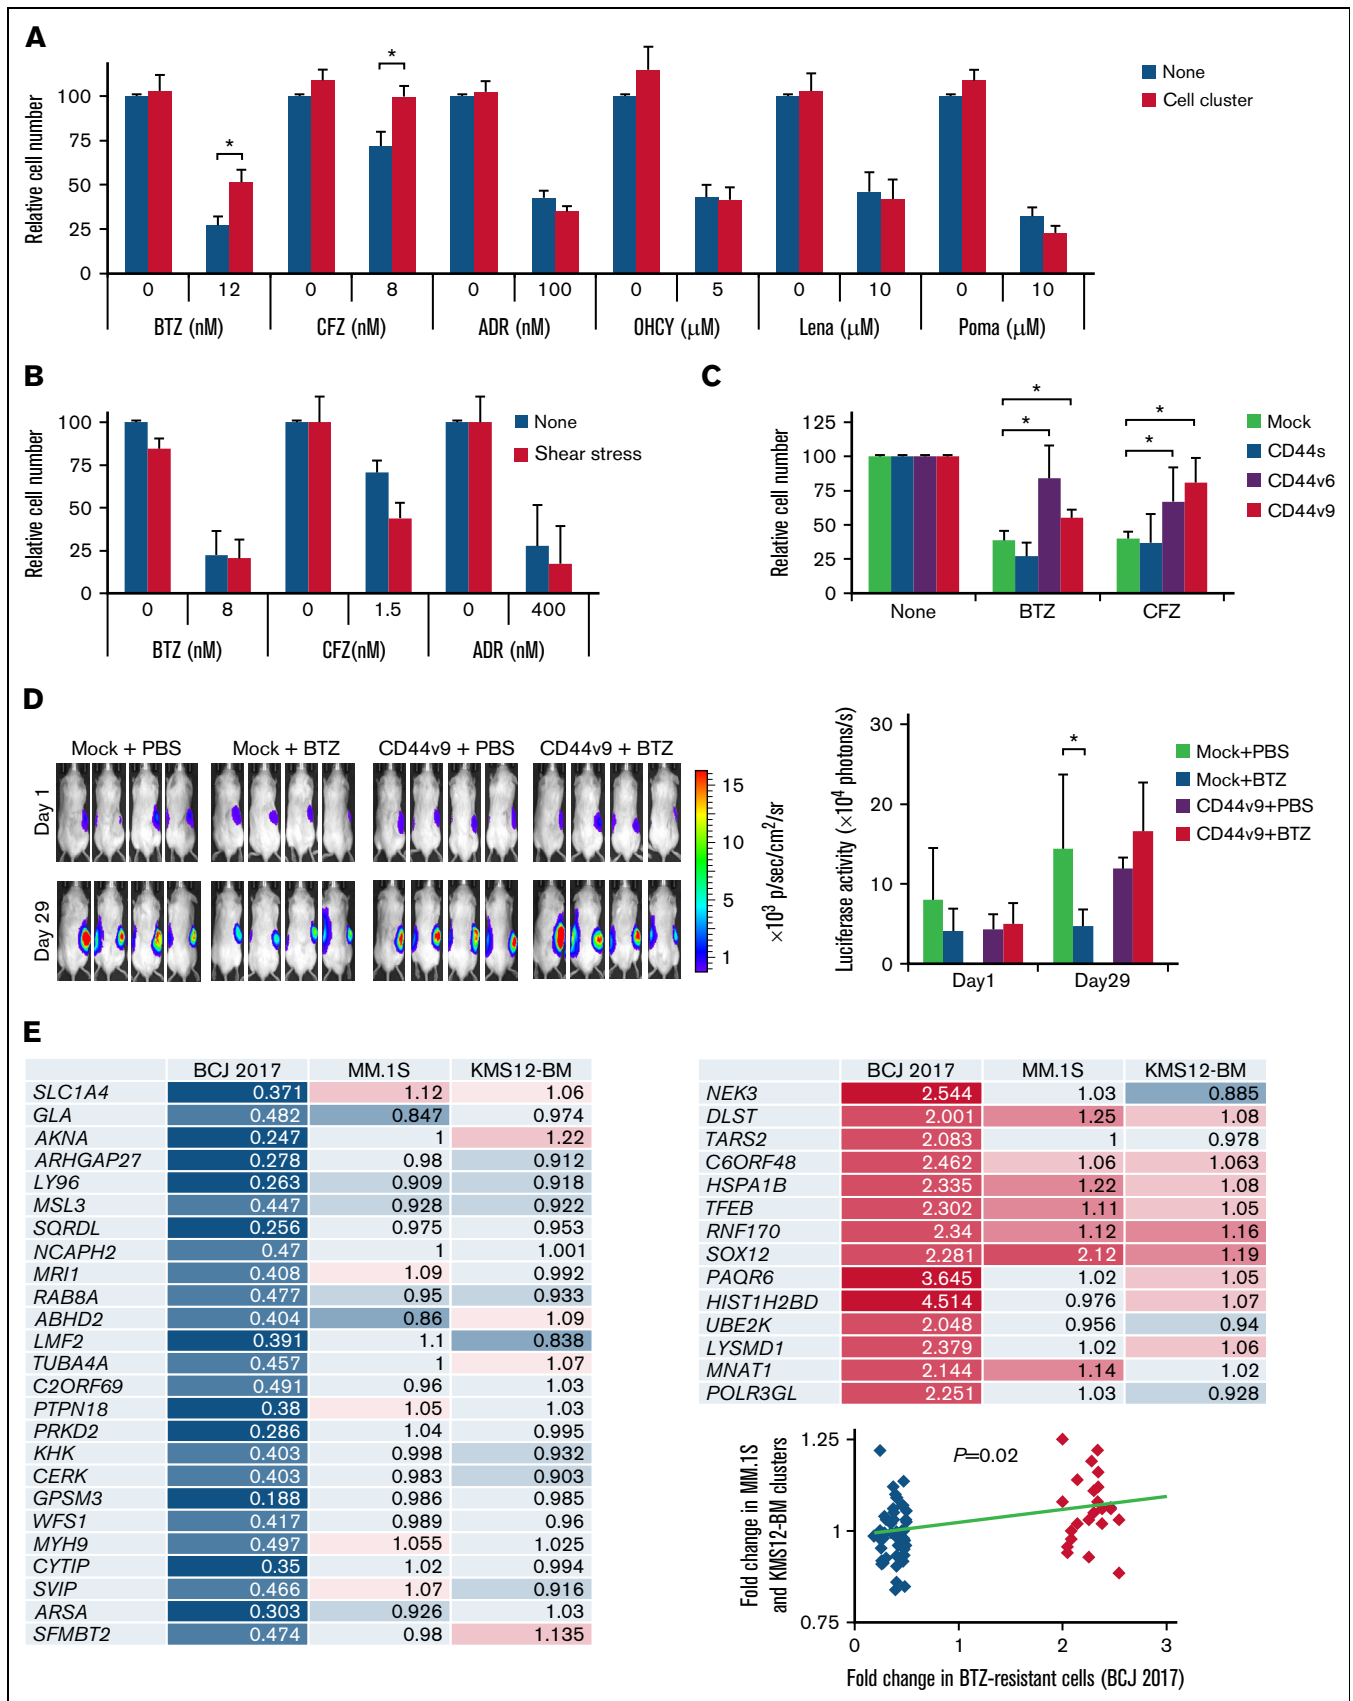 A
Relative cell number
100
75
50
25
0
*
*
None
Cell cluster
0 12 0 8 0 100 0 5 0 10 0 10
BTZ (nM) CFZ (nM) ADR (nM) OHCY (μM) Lena (μM) Poma (μM)
B
Relative cell number
100
75
50
25
0
None
Shear stress
0 8 0 1.5 0 400
BTZ (nM) CFZ(nM) ADR (nM)
C
Relative cell number
125
100
75
50
25
0
*
*
*
*
Mock
CD44s
CD44v6
CD44v9
None BTZ CFZ
D
Mock + PBS Mock + BTZ CD44v9 + PBS CD44v9 + BTZ
Day 1
Day 29
15
10
5
1
×10³ p/sec/cm²/sr
Luciferase activity (×10⁴ photons/s)
30
20
10
0
*
Mock+PBS
Mock+BTZ
CD44v9+PBS
CD44v9+BTZ
Day1 Day29
E
BCJ 2017 MM.1S KMS12-BM
SLC1A4 0.371 1.12 1.06
GLA 0.482 0.847 0.974
AKNA 0.247 1 1.22
ARHGAP27 0.278 0.98 0.912
LY96 0.263 0.909 0.918
MSL3 0.447 0.928 0.922
SQRDL 0.256 0.975 0.953
NCAPH2 0.47 1 1.001
MRI1 0.408 1.09 0.992
RAB8A 0.477 0.95 0.933
ABHD2 0.404 0.86 1.09
LMF2 0.391 1.1 0.838
TUBA4A 0.457 1 1.07
C2ORF69 0.491 0.96 1.03
PTPN18 0.38 1.05 1.03
PRKD2 0.286 1.04 0.995
KHK 0.403 0.998 0.932
CERK 0.403 0.983 0.903
GPSM3 0.188 0.986 0.985
WFS1 0.417 0.989 0.96
MYH9 0.497 1.055 1.025
CYTIP 0.35 1.02 0.994
SVIP 0.466 1.07 0.916
ARSA 0.303 0.926 1.03
SFMBT2 0.474 0.98 1.135
BCJ 2017 MM.1S KMS12-BM
NEK3 2.544 1.03 0.885
DLST 2.001 1.25 1.08
TARS2 2.083 1 0.978
C6ORF48 2.462 1.06 1.063
HSPA1B 2.335 1.22 1.08
TFEB 2.302 1.11 1.05
RNF170 2.34 1.12 1.16
SOX12 2.281 2.12 1.19
PAQR6 3.645 1.02 1.05
HIST1H2BD 4.514 0.976 1.07
UBE2K 2.048 0.956 0.94
LYSMD1 2.379 1.02 1.06
MNAT1 2.144 1.14 1.02
POLR3GL 2.251 1.03 0.928
Fold change in MM.1S
and KMS12-BM clusters
1.25
1
0.75
P=0.02
0 1 2 3
Fold change in BTZ-resistant cells (BCJ 2017)